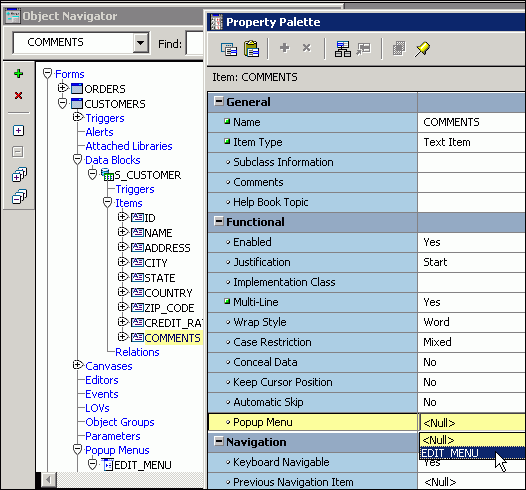 Object Navigator
COMMENTS
Find:
Forms
ORDERS
CUSTOMERS
Triggers
Alerts
Attached Libraries
Data Blocks
S_CUSTOMER
Triggers
Items
ID
NAME
ADDRESS
CITY
STATE
COUNTRY
ZIP_CODE
CREDIT_RA
COMMENTS
Relations
Canvases
Editors
Events
LOVs
Object Groups
Parameters
Popup Menus
EDIT_MENU
Property Palette
Item: COMMENTS
General
Name COMMENTS
Item Type Text Item
Subclass Information
Comments
Help Book Topic
Functional
Enabled Yes
Justification Start
Implementation Class
Multi-Line Yes
Wrap Style Word
Case Restriction Mixed
Conceal Data No
Keep Cursor Position No
Automatic Skip No
Popup Menu <Null>
<Null>
Navigation EDIT_MENU
Keyboard Navigable Yes
Previous Navigation Item <Null>